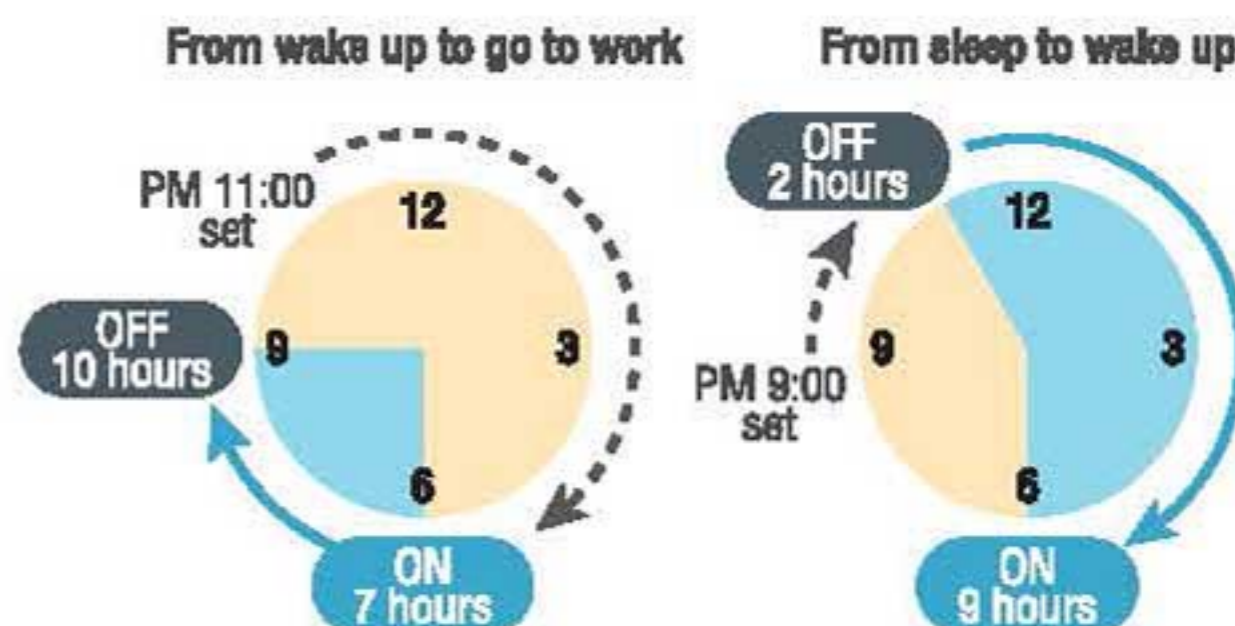 From wake up to go to work
PM 11:00
set
12
3
6
9
OFF
10 hours
ON
7 hours
From sleep to wake up
OFF
2 hours
12
3
6
9
PM 9:00
set
ON
9 hours